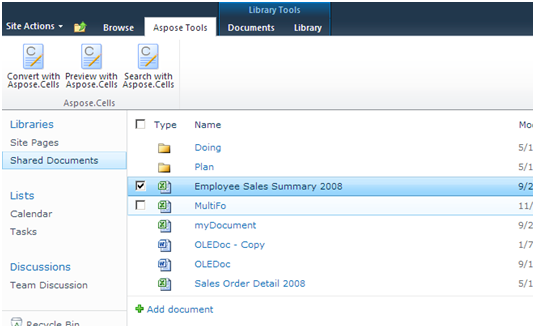 Library Tools
Site Actions Browse Aspose Tools Documents Library
Convert with Aspose.Cells
Preview with Aspose.Cells
Search with Aspose.Cells
Aspose.Cells
Libraries
Site Pages
Shared Documents
Lists
Calendar
Tasks
Discussions
Team Discussion
Recycle Bin
Type Name
Doing 5/1
Plan 5/1
Employee Sales Summary 2008 9/2
MultiFo 11/
myDocument 9/2
OLEDoc - Copy 1/7
OLEDoc 9/1
Sales Order Detail 2008 5/1
Add document